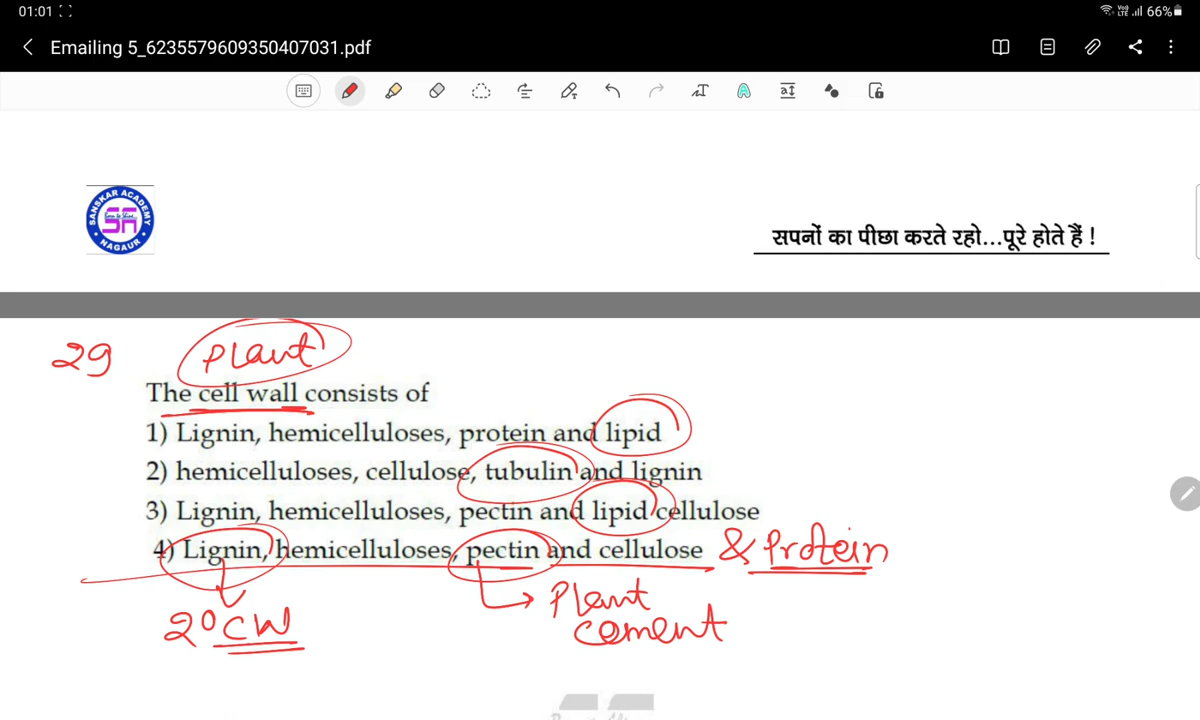 01:01
66%
Emailing 5_6235579609350407031.pdf
SANSKAR ACADEMY
SA
NAGAUR
सपनों का पीछा करते रहो...पूरे होते हैं !
29 Plant
The cell wall consists of
1) Lignin, hemicelluloses, protein and lipid
2) hemicelluloses, cellulose, tubulin and lignin
3) Lignin, hemicelluloses, pectin and lipid cellulose
4) Lignin, hemicelluloses, pectin and cellulose & Protein
2° CW
Plant
cement